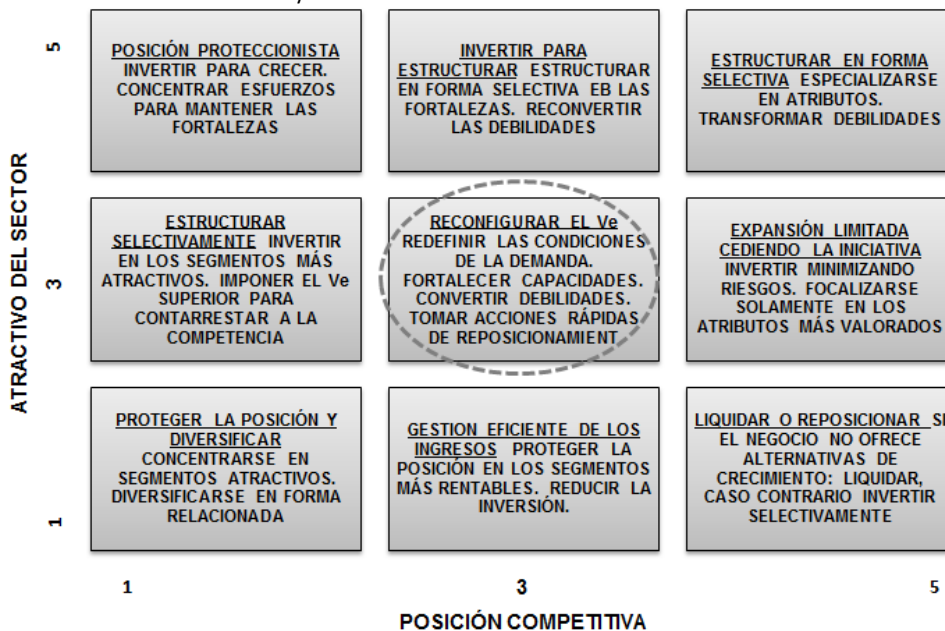 5
POSICIÓN PROTECCIONISTA
INVERTIR PARA CRECER.
CONCENTRAR ESFUERZOS
PARA MANTENER LAS
FORTALEZAS
INVERTIR PARA
ESTRUCTURAR ESTRUCTURAR
EN FORMA SELECTIVA EB LAS
FORTALEZAS. RECONVERTIR
LAS DEBILIDADES
ESTRUCTURAR EN FORMA
SELECTIVA ESPECIALIZARSE
EN ATRIBUTOS.
TRANSFORMAR DEBILIDADES
ATRACTIVO DEL SECTOR
3
ESTRUCTURAR
SELECTIVAMENTE INVERTIR
EN LOS SEGMENTOS MÁS
ATRACTIVOS. IMPONER EL Ve
SUPERIOR PARA
CONTARRESTAR A LA
COMPETENCIA
RECONFIGURAR EL Ve
REDEFINIR LAS CONDICIONES
DE LA DEMANDA.
FORTALECER CAPACIDADES.
CONVERTIR DEBILIDADES.
TOMAR ACCIONES RÁPIDAS
DE REPOSICIONAMIENT
EXPANSIÓN LIMITADA
CEDIENDO LA INICIATIVA
INVERTIR MINIMIZANDO
RIESGOS. FOCALIZARSE
SOLAMENTE EN LOS
ATRIBUTOS MÁS VALORADOS
1
PROTEGER LA POSICIÓN Y
DIVERSIFICAR
CONCENTRARSE EN
SEGMENTOS ATRACTIVOS.
DIVERSIFICARSE EN FORMA
RELACIONADA
GESTION EFICIENTE DE LOS
INGRESOS PROTEGER LA
POSICIÓN EN LOS SEGMENTOS
MÁS RENTABLES. REDUCIR LA
INVERSIÓN.
LIQUIDAR O REPOSICIONAR
EL NEGOCIO NO OFRECE
ALTERNATIVAS DE
CRECIMIENTO: LIQUIDAR,
CASO CONTRARIO INVERTIR
SELECTIVAMENTE
1 3 5
POSICIÓN COMPETITIVA